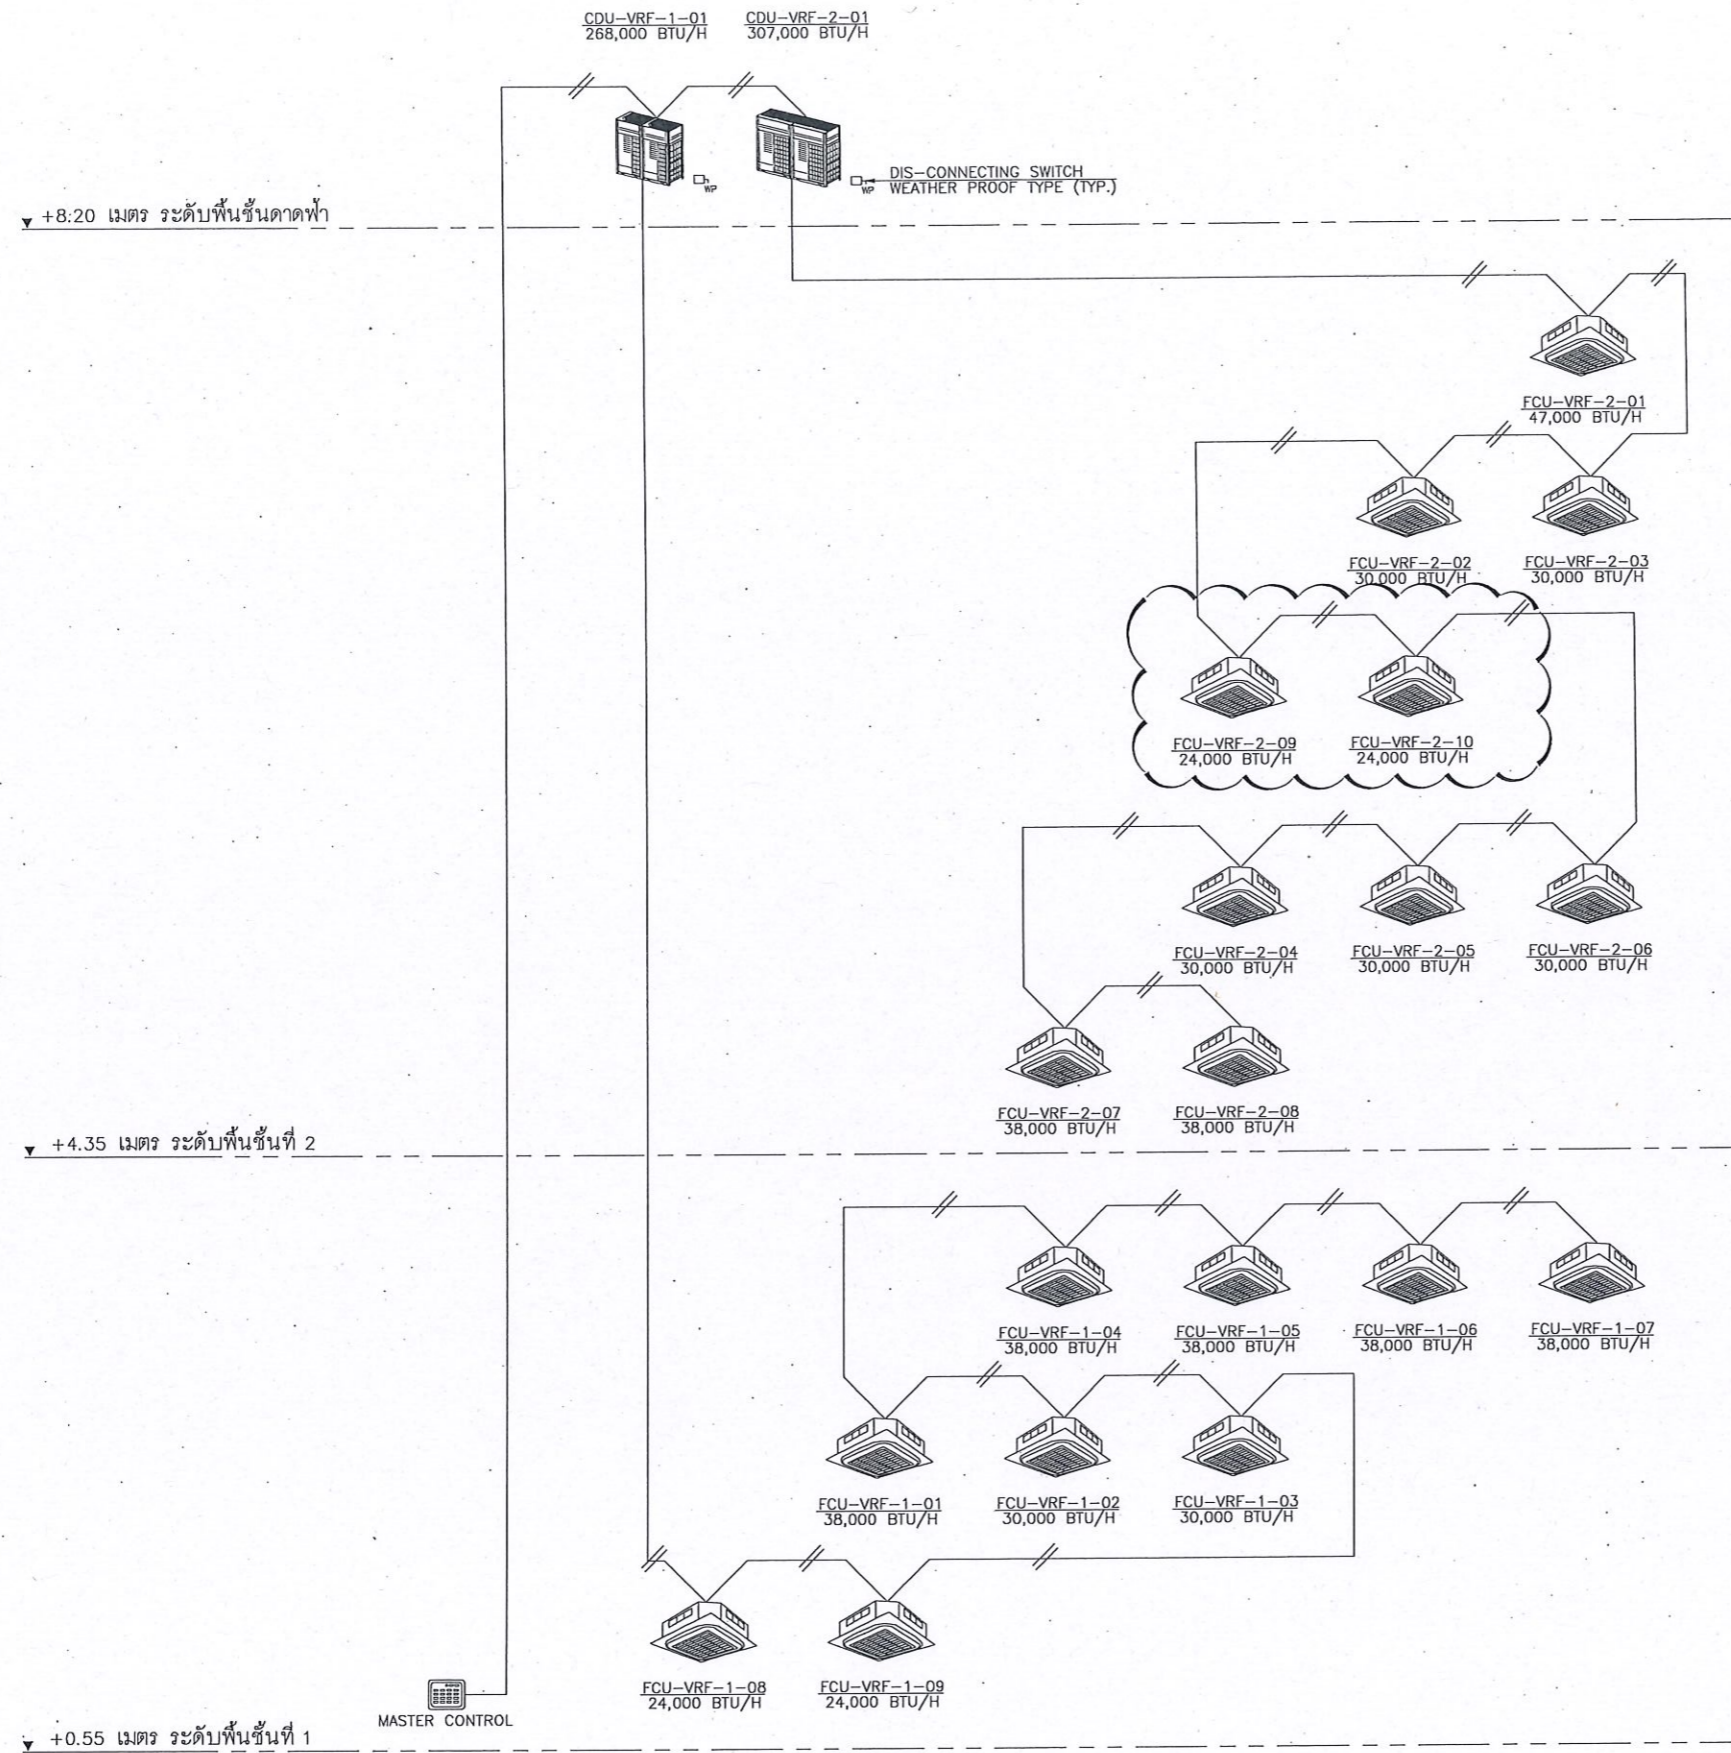 CDU-VRF-1-01
268,000 BTU/H
CDU-VRF-2-01
307,000 BTU/H
WP
WP
DIS-CONNECTING SWITCH
WEATHER PROOF TYPE (TYP.)
+8.20 เมตร ระดับพื้นชั้นดาดฟ้า
FCU-VRF-2-01
47,000 BTU/H
FCU-VRF-2-02
30,000 BTU/H
FCU-VRF-2-03
30,000 BTU/H
FCU-VRF-2-09
24,000 BTU/H
FCU-VRF-2-10
24,000 BTU/H
FCU-VRF-2-04
30,000 BTU/H
FCU-VRF-2-05
30,000 BTU/H
FCU-VRF-2-06
30,000 BTU/H
FCU-VRF-2-07
38,000 BTU/H
FCU-VRF-2-08
38,000 BTU/H
+4.35 เมตร ระดับพื้นชั้นที่ 2
FCU-VRF-1-04
38,000 BTU/H
FCU-VRF-1-05
38,000 BTU/H
FCU-VRF-1-06
38,000 BTU/H
FCU-VRF-1-07
38,000 BTU/H
FCU-VRF-1-01
38,000 BTU/H
FCU-VRF-1-02
30,000 BTU/H
FCU-VRF-1-03
30,000 BTU/H
FCU-VRF-1-08
24,000 BTU/H
FCU-VRF-1-09
24,000 BTU/H
MASTER CONTROL
+0.55 เมตร ระดับพื้นชั้นที่ 1